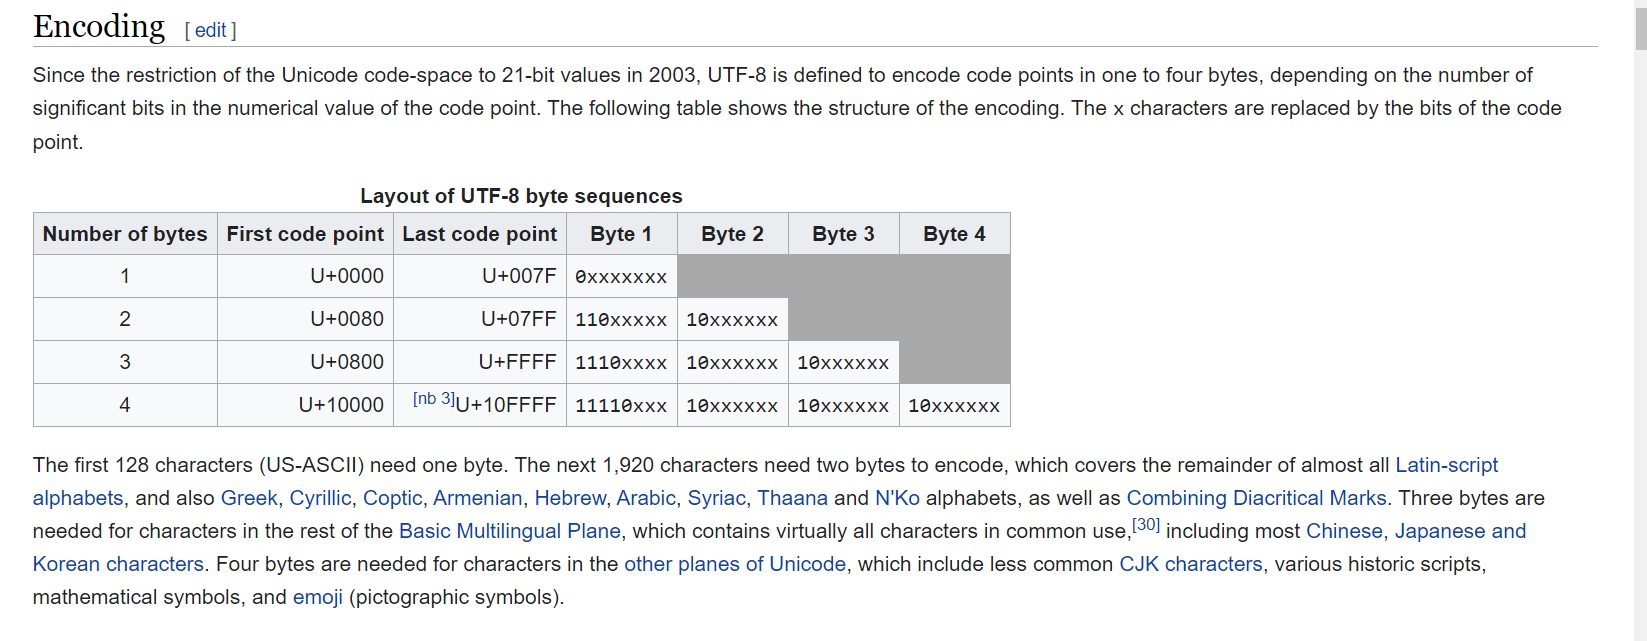 Encoding [ edit ]
Since the restriction of the Unicode code-space to 21-bit values in 2003, UTF-8 is defined to encode code points in one to four bytes, depending on the number of
significant bits in the numerical value of the code point. The following table shows the structure of the encoding. The x characters are replaced by the bits of the code
point.
Layout of UTF-8 byte sequences
Number of bytes First code point Last code point Byte 1 Byte 2 Byte 3 Byte 4
1 U+0000 U+007F 0xxxxxxx
2 U+0080 U+07FF 110xxxxx 10xxxxxx
3 U+0800 U+FFFF 1110xxxx 10xxxxxx 10xxxxxx
4 U+10000 [nb 3]U+10FFFF 11110xxx 10xxxxxx 10xxxxxx 10xxxxxx
The first 128 characters (US-ASCII) need one byte. The next 1,920 characters need two bytes to encode, which covers the remainder of almost all Latin-script
alphabets, and also Greek, Cyrillic, Coptic, Armenian, Hebrew, Arabic, Syriac, Thaana and N'Ko alphabets, as well as Combining Diacritical Marks. Three bytes are
needed for characters in the rest of the Basic Multilingual Plane, which contains virtually all characters in common use,[30] including most Chinese, Japanese and
Korean characters. Four bytes are needed for characters in the other planes of Unicode, which include less common CJK characters, various historic scripts,
mathematical symbols, and emoji (pictographic symbols).